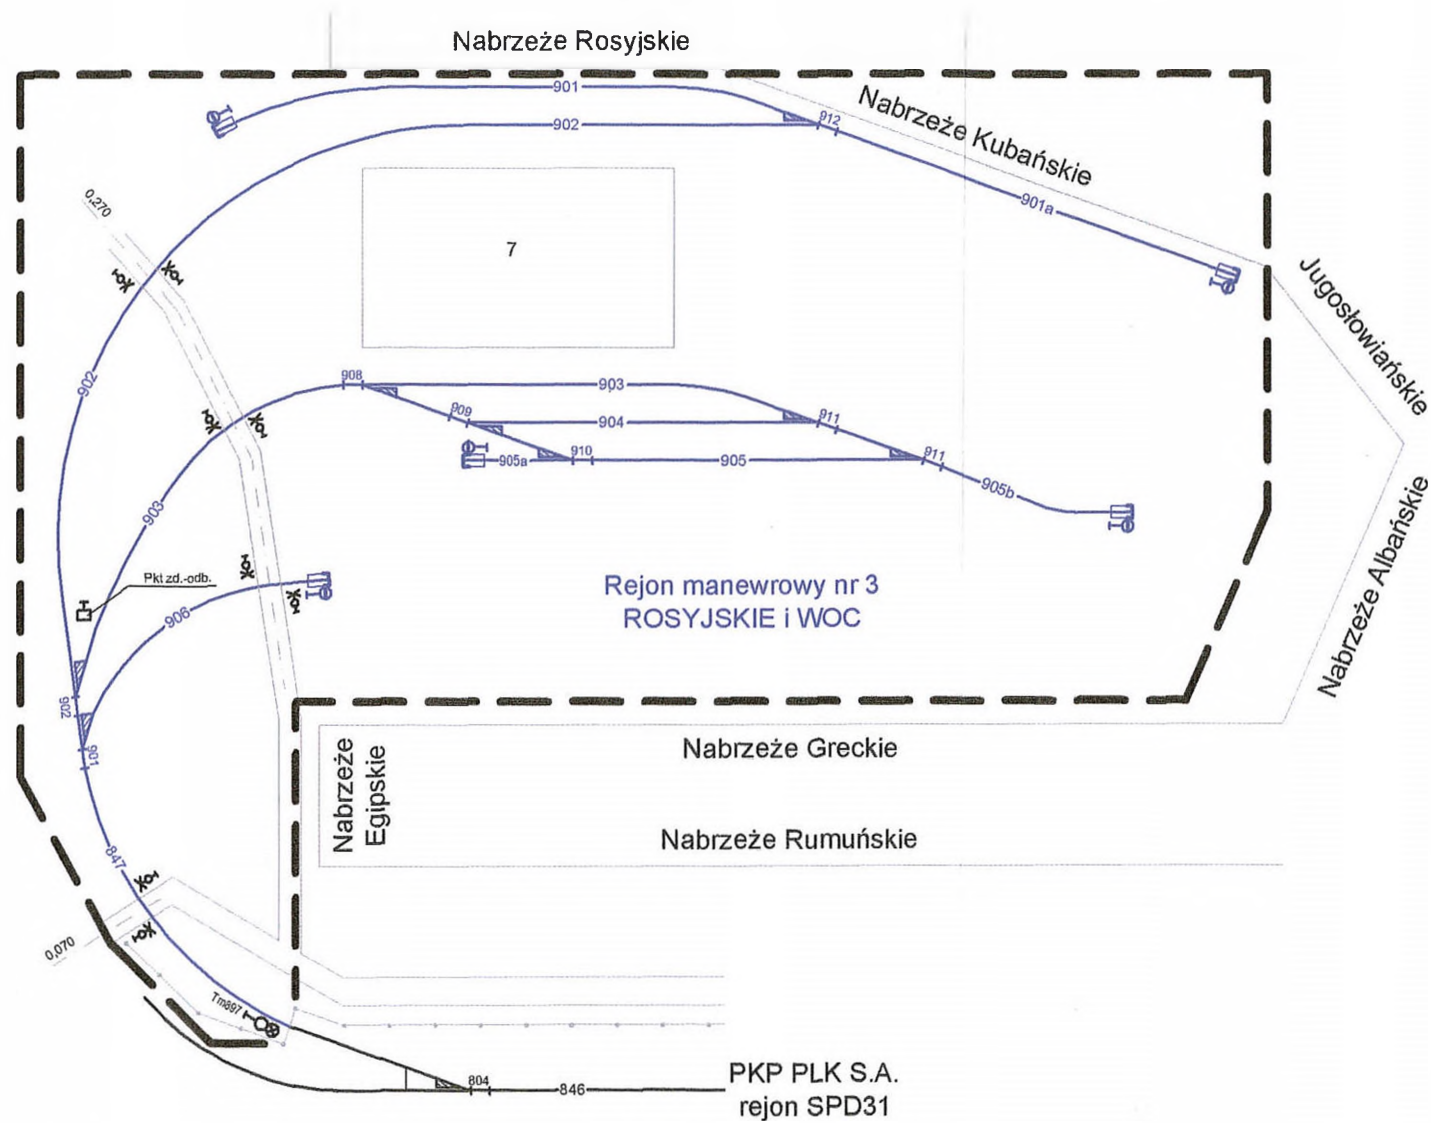 Nabrzeże Rosyjskie
901
902
912
Nabrzeże Kubańskie
901a
0,270
7
Jugosłowiańskie
902
908
903
909
904
911
910
905a
905
911
905b
903
Pkt zd.-odb.
906
Rejon manewrowy nr 3
ROSYJSKIE i WOC
Nabrzeże Albańskie
902
901
Nabrzeże
Egipskie
Nabrzeże Greckie
Nabrzeże Rumuńskie
847
0,070
Tm897
804
846
PKP PLK S.A.
rejon SPD31